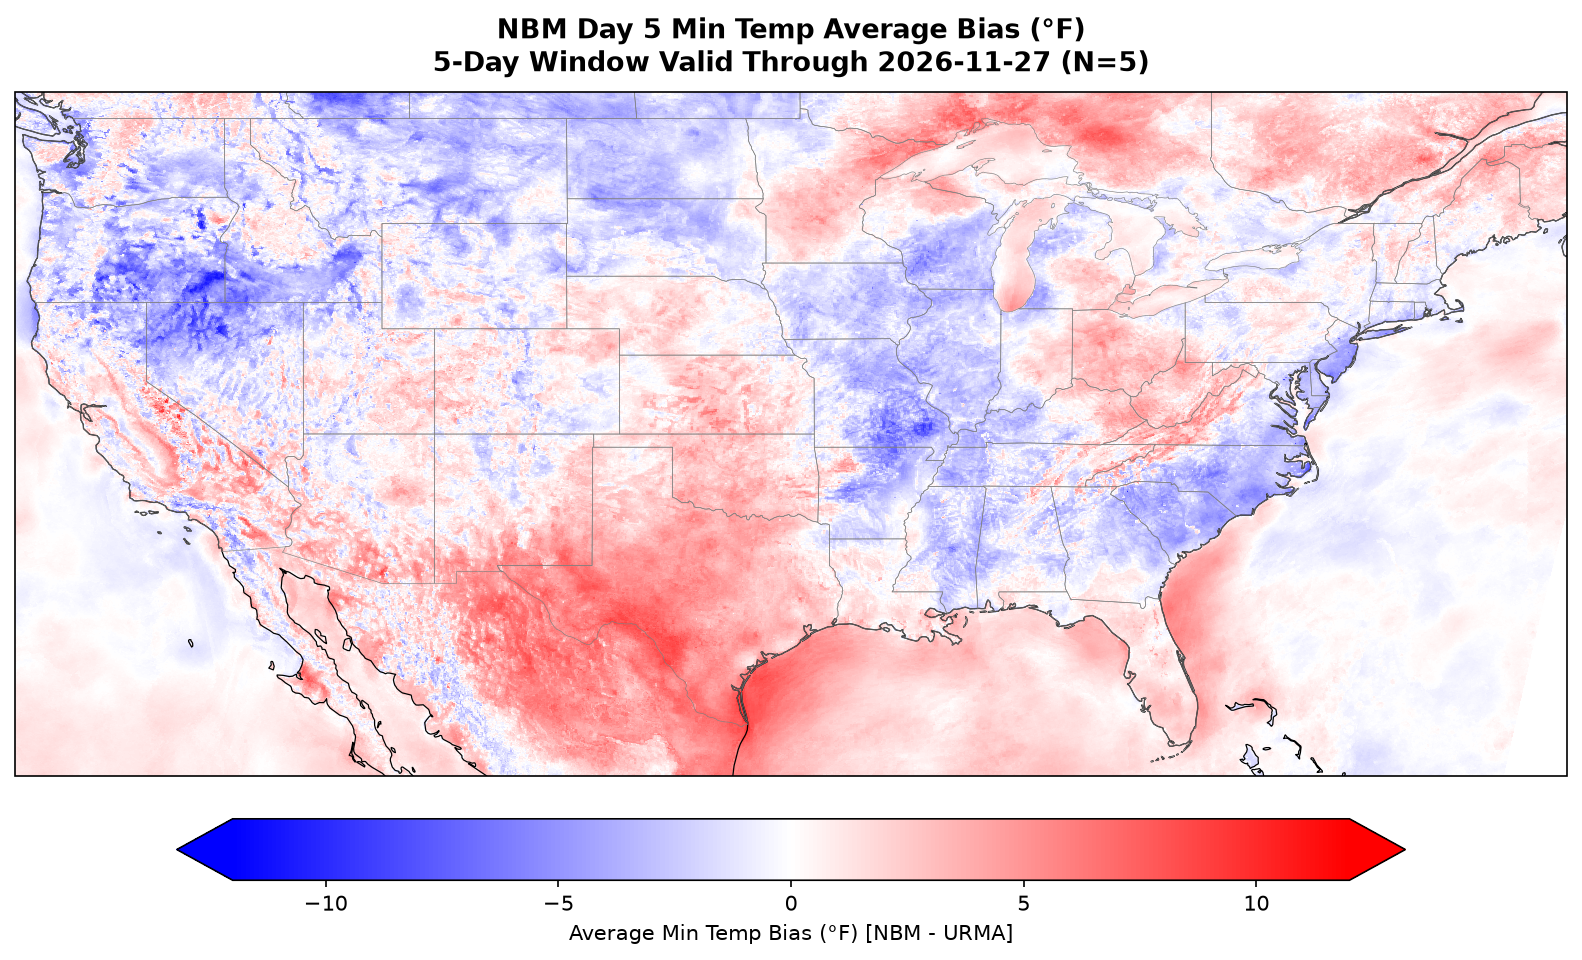 NBM Day 5 Min Temp Average Bias (°F)
5-Day Window Valid Through 2026-11-27 (N=5)
−10 −5 0 5 10
Average Min Temp Bias (°F) [NBM - URMA]